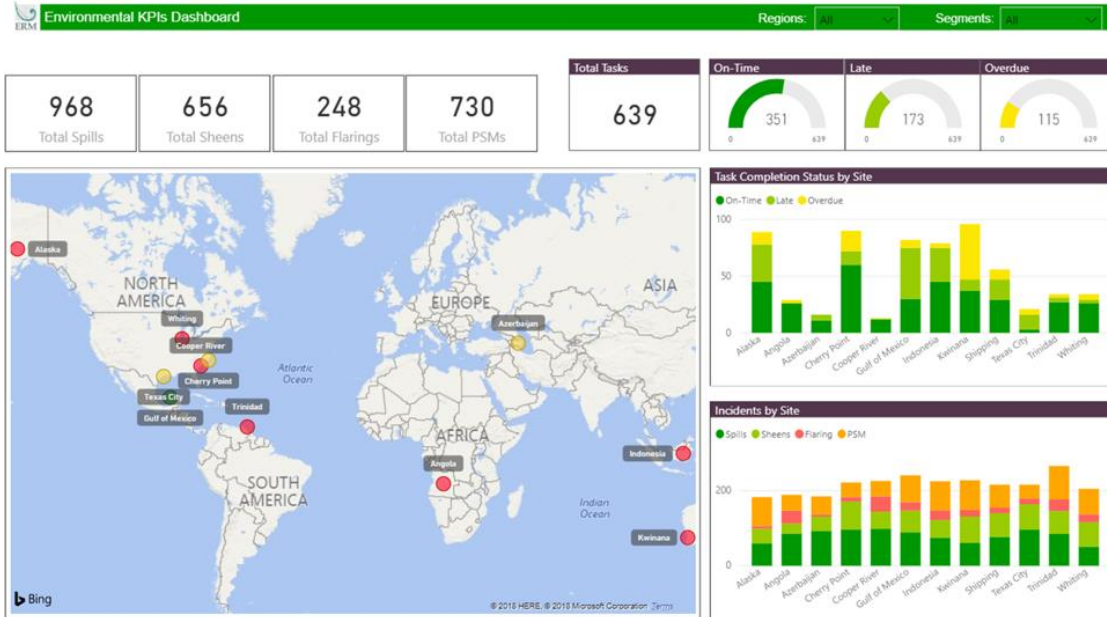 ERM
Environmental KPIs Dashboard
Regions: All
Segments: All
968
Total Spills
656
Total Sheens
248
Total Flarings
730
Total PSMs
Total Tasks
639
On-Time
351
0 639
Late
173
0 639
Overdue
115
0 639
Alaska
NORTH
AMERICA
Whiting
Cooper River
Cherry Point
Texas City
Gulf of Mexico
Trinidad
Atlantic
Ocean
SOUTH
AMERICA
EUROPE
Azerbaijan
ASIA
AFRICA
Angola
Indonesia
Indian
Ocean
Kwinana
Bing
© 2018 HERE, © 2018 Microsoft Corporation Terms
Task Completion Status by Site
On-Time Late Overdue
100
50
0
Alaska Angola Azerbaijan Cherry Point Cooper River Gulf of Mexico Indonesia Kwinana Shipping Texas City Trinidad Whiting
Incidents by Site
Spills Sheens Flaring PSM
200
0
Alaska Angola Azerbaijan Cherry Point Cooper River Gulf of Mexico Indonesia Kwinana Shipping Texas City Trinidad Whiting